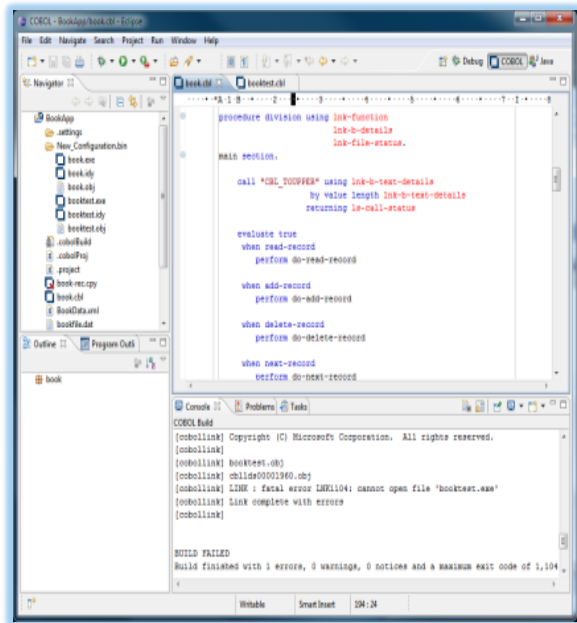 COBOL - BookApp/book.cbl - Eclipse
File Edit Navigate Search Project Run Window Help
Debug COBOL Java
Navigator
BookApp
.settings
New_Configuration.bin
book.exe
book.idy
book.obj
booktest.exe
booktest.idy
booktest.obj
.cobolBuild
.cobolProj
.project
book-rec.cpy
book.cbl
BookData.xml
bookfile.dat
Outline Program Outli
book
book.cbl booktest.cbl
procedure division using lnk-function
lnk-b-details
lnk-file-status.
main section.
call "CBL_TOUPPER" using lnk-b-text-details
by value length lnk-b-text-details
returning ls-call-status
evaluate true
when read-record
perform do-read-record
when add-record
perform do-add-record
when delete-record
perform do-delete-record
when next-record
perform do-next-record
Console Problems Tasks
COBOL Build
[cobollink] Copyright (C) Microsoft Corporation. All rights reserved.
[cobollink]
[cobollink] booktest.obj
[cobollink] cbllds00001960.obj
[cobollink] LINK : fatal error LNK1104: cannot open file 'booktest.exe'
[cobollink] Link complete with errors
[cobollink]
BUILD FAILED
Build finished with 1 errors, 0 warnings, 0 notices and a maximum exit code of 1,104
Writable Smart Insert 194 : 24